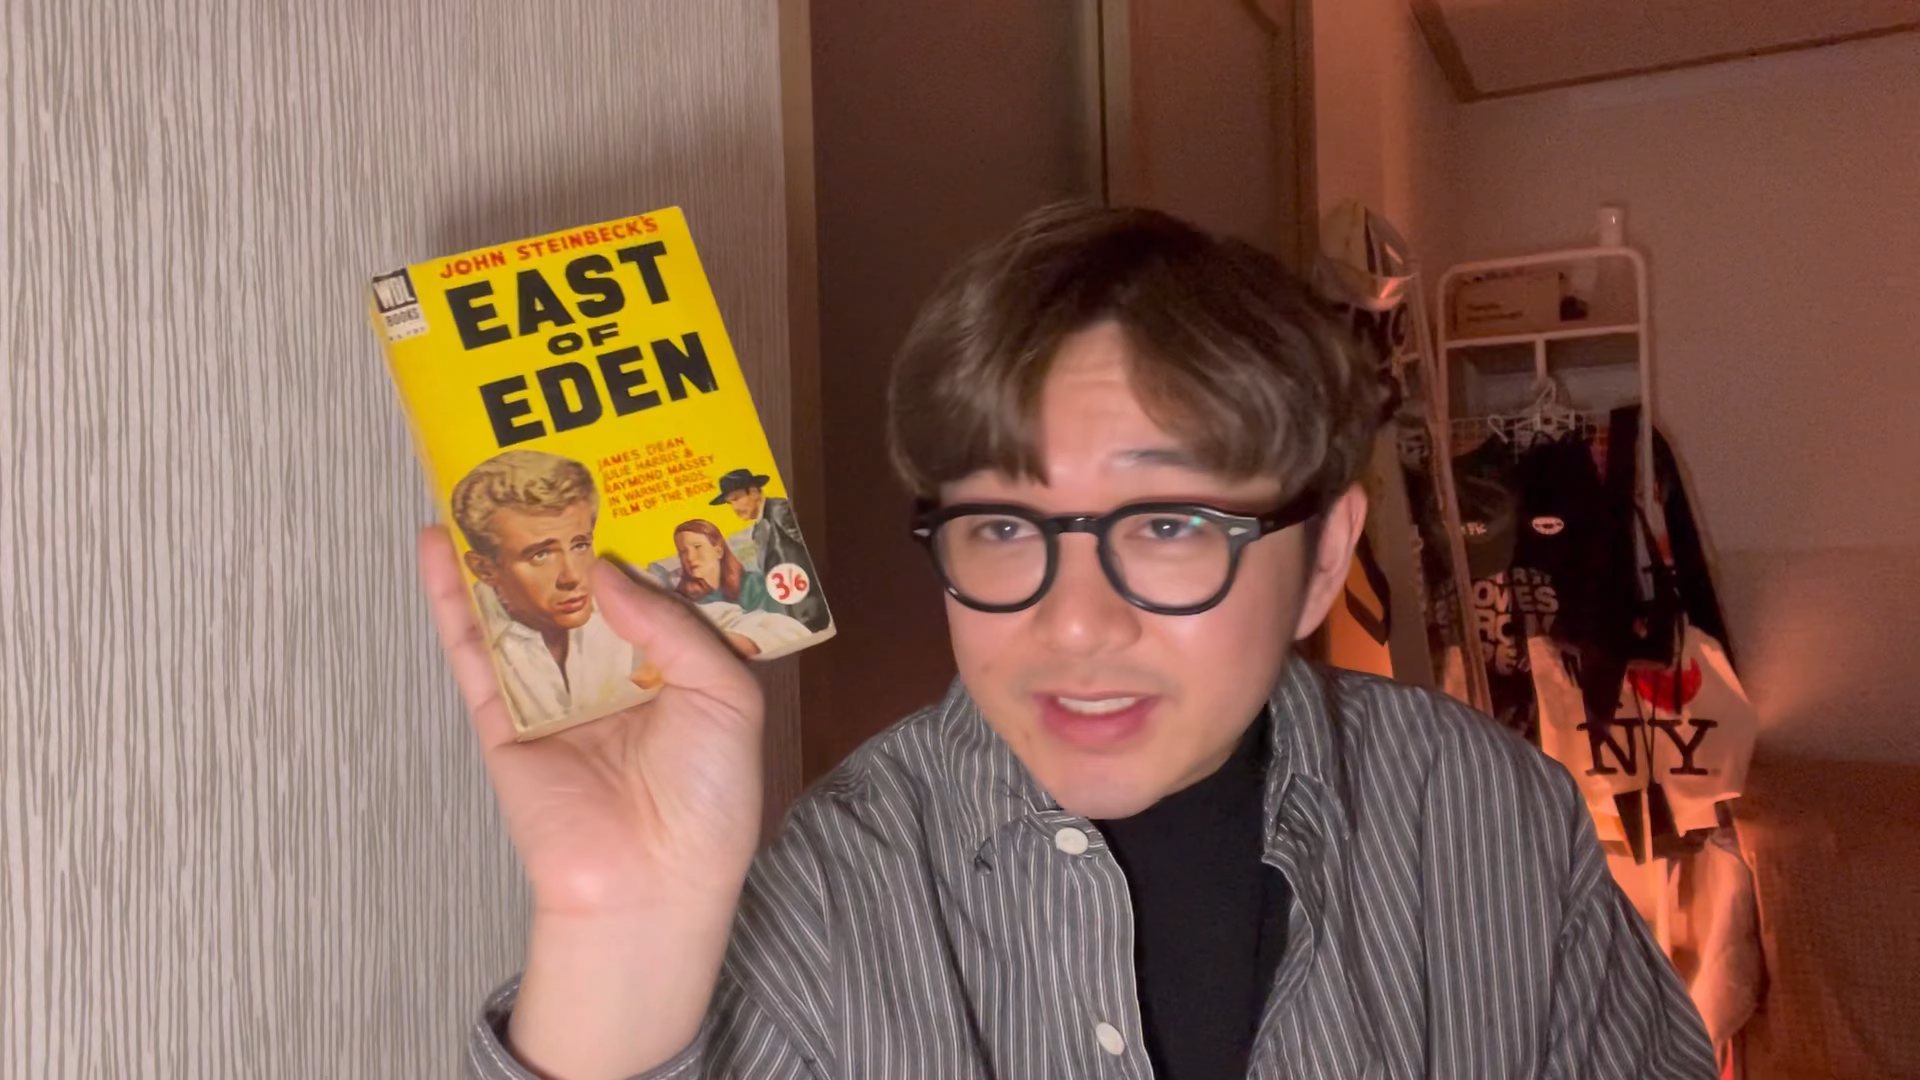 JOHN STEINBECK'S
EAST
OF
EDEN
WDL
BOOKS
JAMES DEAN
JULIE HARRIS &
RAYMOND MASSEY
IN WARNER BROS.
FILM OF THE BOOK
3/6
NY